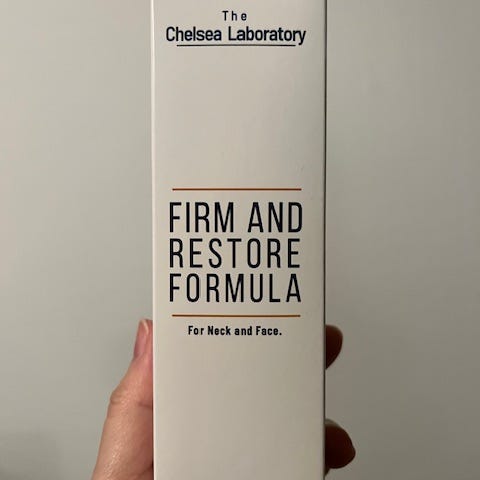 The
Chelsea Laboratory
FIRM AND
RESTORE
FORMULA
For Neck and Face.